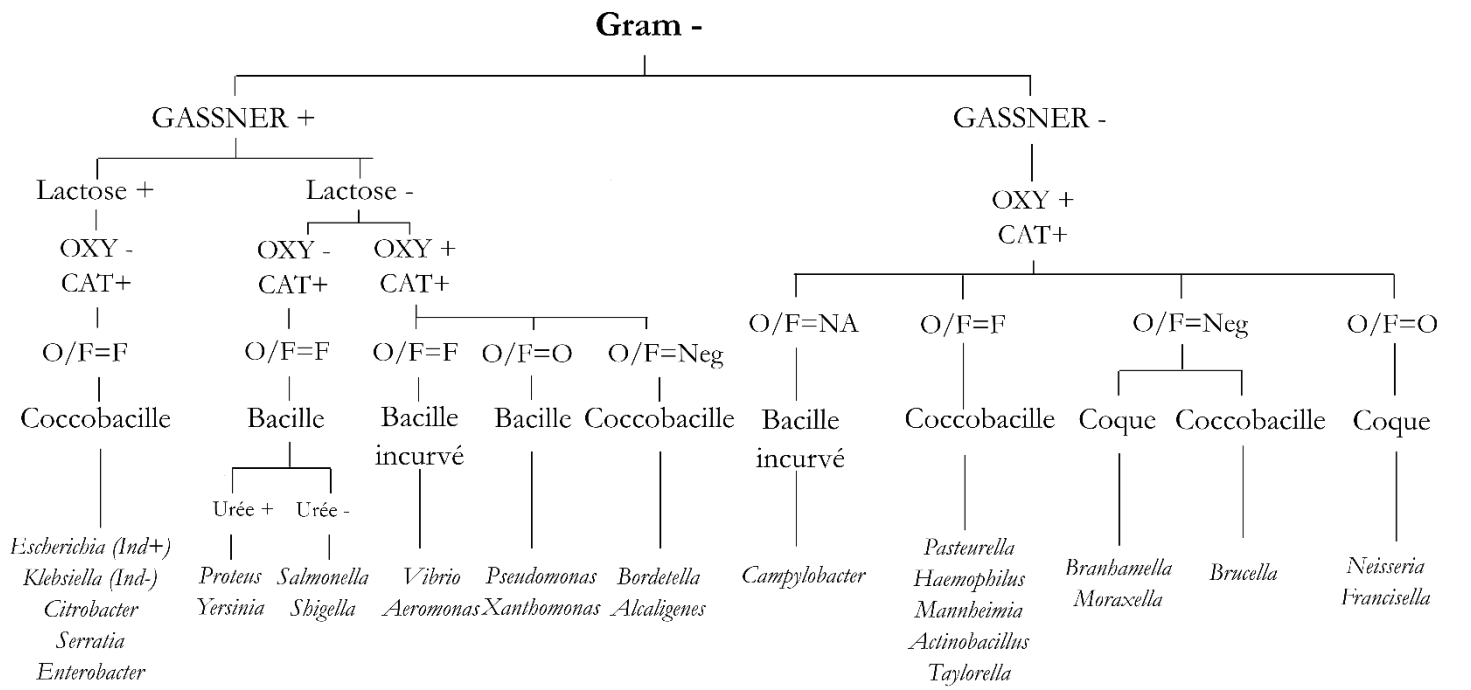 Gram -
GASSNER +
GASSNER -
Lactose +
Lactose -
OXY +
CAT+
OXY -
CAT+
OXY -
CAT+
OXY +
CAT+
O/F=NA
O/F=F
O/F=Neg
O/F=O
O/F=F
O/F=F
O/F=F
O/F=O
O/F=Neg
Coccobacille
Bacille
Bacille
incurvé
Bacille
Coccobacille
Bacille
incurvé
Coccobacille
Coque
Coccobacille
Coque
Urée +
Urée -
Escherichia (Ind+)
Klebsiella (Ind-)
Citrobacter
Serratia
Enterobacter
Proteus
Yersinia
Salmonella
Shigella
Vibrio
Aeromonas
Pseudomonas
Xanthomonas
Bordetella
Alcaligenes
Campylobacter
Pasteurella
Haemophilus
Mannheimia
Actinobacillus
Taylorella
Branhamella
Moraxella
Brucella
Neisseria
Francisella